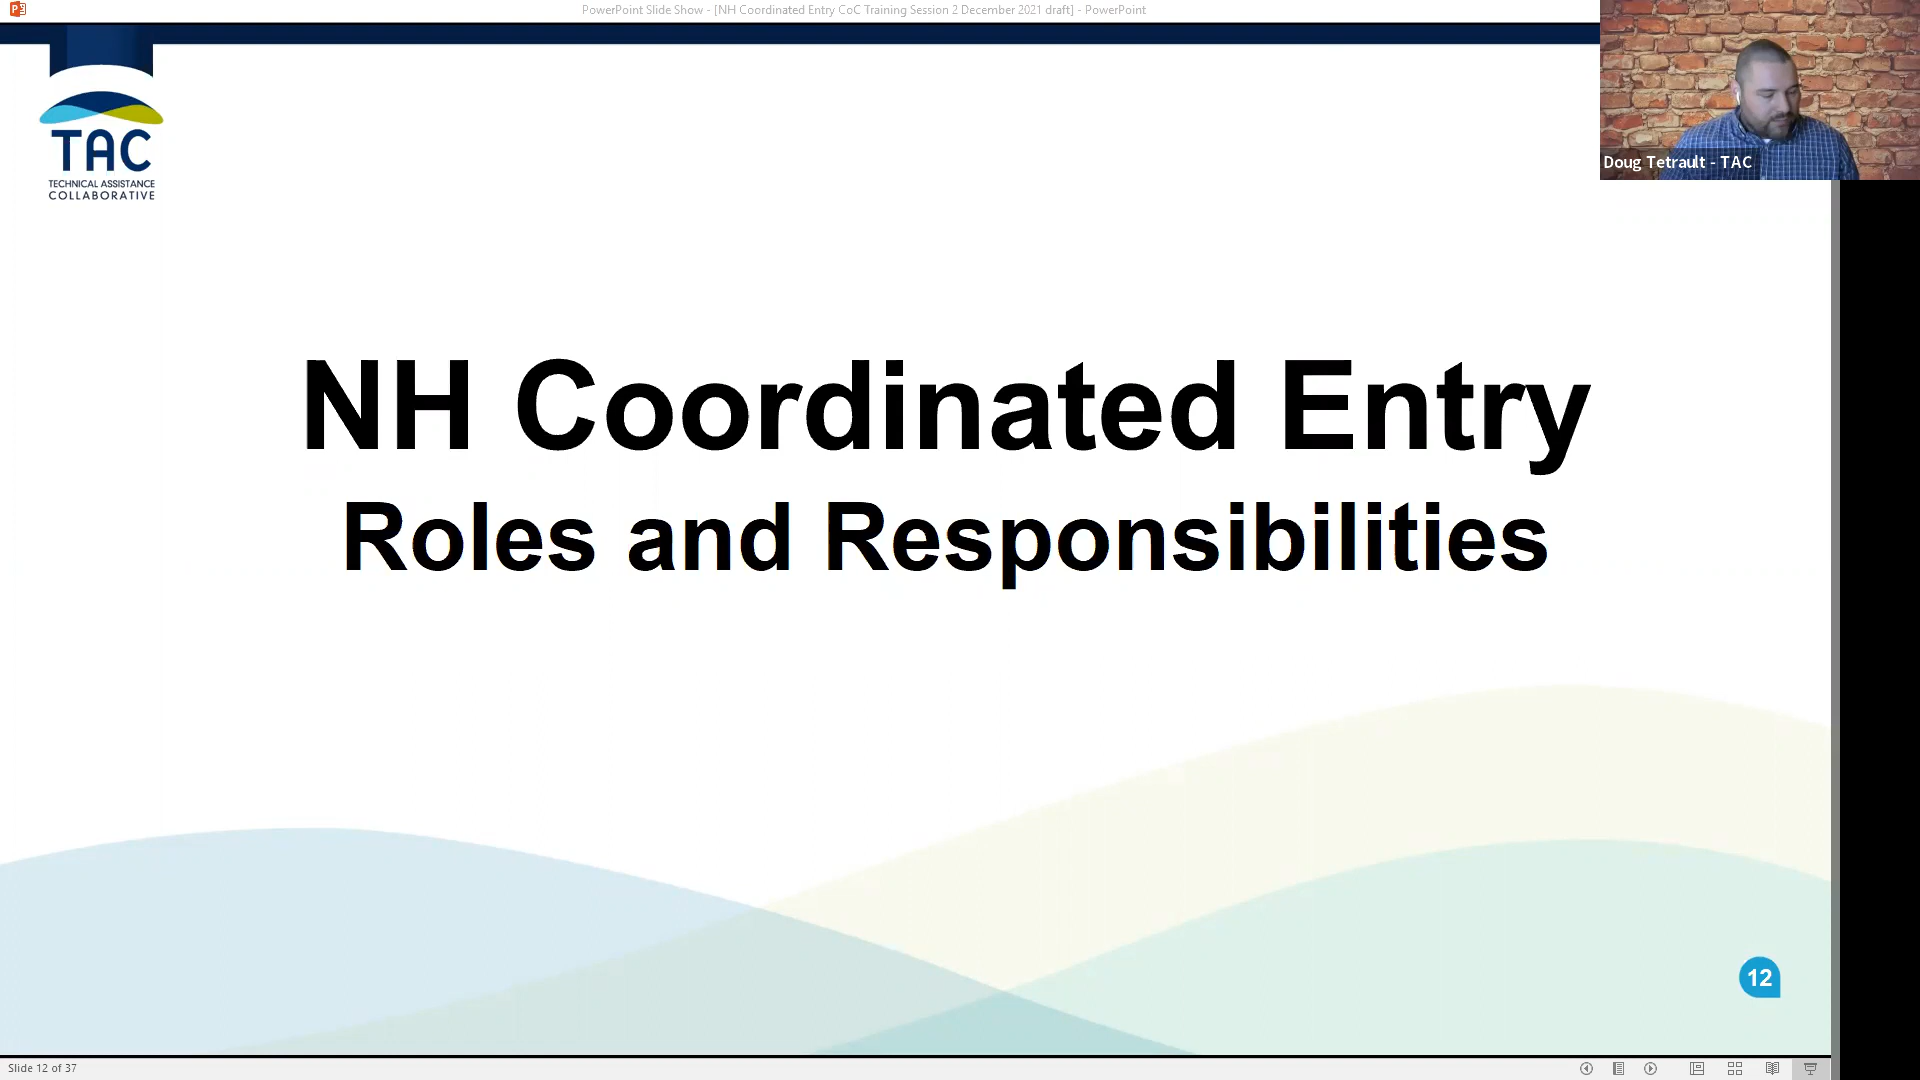 PowerPoint Slide Show - [NH Coordinated Entry CoC Training Session 2 December 2021 draft] - PowerPoint
TAC
TECHNICAL ASSISTANCE
COLLABORATIVE
Doug Tetrault - TAC
NH Coordinated Entry
Roles and Responsibilities
12
Slide 12 of 37